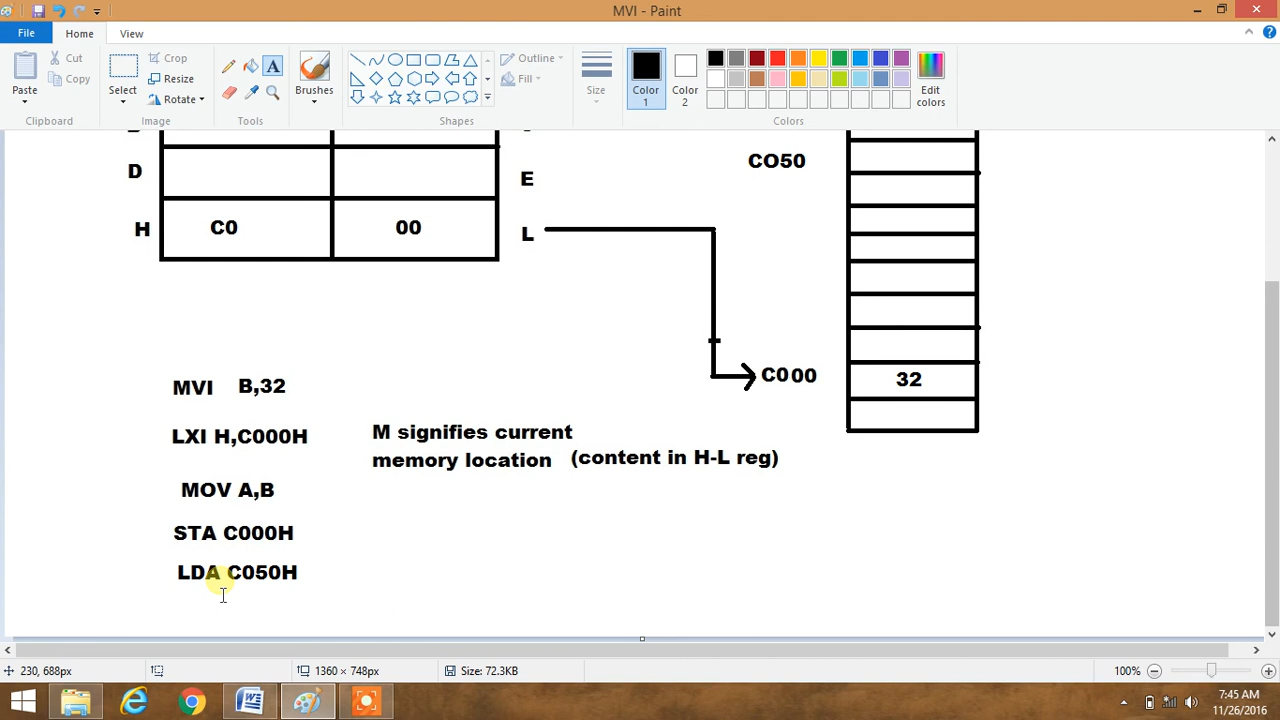 MVI - Paint
File Home View
Paste
Cut
Copy
Clipboard
Select
Crop
Resize
Rotate
Image
A
Tools
Brushes
Shapes
Outline
Fill
Size
Color 1
Color 2
Edit colors
Colors
D
E
H C0 00 L
CO50
C000 32
MVI B,32
LXI H,C000H
M signifies current
memory location (content in H-L reg)
MOV A,B
STA C000H
LDA C050H
230, 688px
1360 × 748px
Size: 72.3KB
100%
7:45 AM
11/26/2016